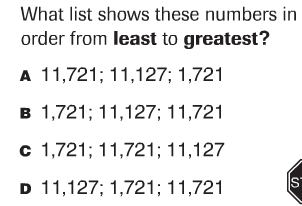 What list shows these numbers in
order from least to greatest?
A 11,721; 11,127; 1,721
B 1,721; 11,127; 11,721
C 1,721; 11,721; 11,127
D 11,127; 1,721; 11,721